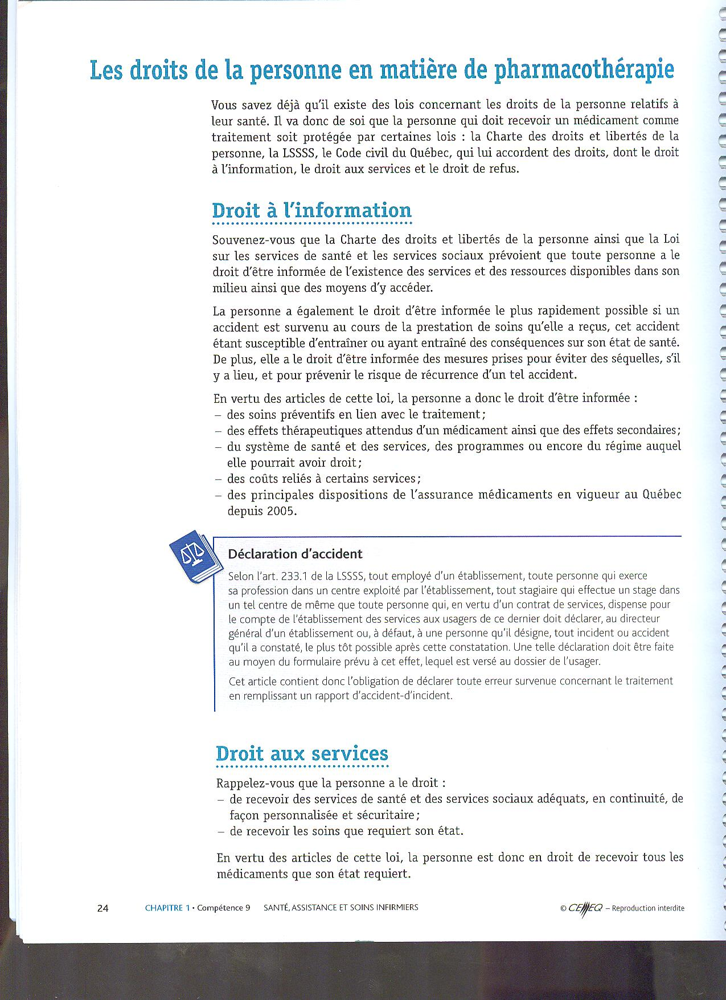 Les droits de la personne en matière de pharmacothérapie
Vous savez déjà qu'il existe des lois concernant les droits de la personne relatifs à
leur santé. Il va donc de soi que la personne qui doit recevoir un médicament comme
traitement soit protégée par certaines lois : la Charte des droits et libertés de la
personne, la LSSSS, le Code civil du Québec, qui lui accordent des droits, dont le droit
à l'information, le droit aux services et le droit de refus.
Droit à l'information
Souvenez-vous que la Charte des droits et libertés de la personne ainsi que la Loi
sur les services de santé et les services sociaux prévoient que toute personne a le
droit d'être informée de l'existence des services et des ressources disponibles dans son
milieu ainsi que des moyens d'y accéder.
La personne a également le droit d'être informée le plus rapidement possible si un
accident est survenu au cours de la prestation de soins qu'elle a reçus, cet accident
étant susceptible d'entraîner ou ayant entraîné des conséquences sur son état de santé.
De plus, elle a le droit d'être informée des mesures prises pour éviter des séquelles, s'il
y a lieu, et pour prévenir le risque de récurrence d'un tel accident.
En vertu des articles de cette loi, la personne a donc le droit d'être informée :
– des soins préventifs en lien avec le traitement;
– des effets thérapeutiques attendus d'un médicament ainsi que des effets secondaires;
– du système de santé et des services, des programmes ou encore du régime auquel
elle pourrait avoir droit;
– des coûts reliés à certains services;
– des principales dispositions de l'assurance médicaments en vigueur au Québec
depuis 2005.
Déclaration d'accident
Selon l'art. 233.1 de la LSSSS, tout employé d'un établissement, toute personne qui exerce
sa profession dans un centre exploité par l'établissement, tout stagiaire qui effectue un stage dans
un tel centre de même que toute personne qui, en vertu d'un contrat de services, dispense pour
le compte de l'établissement des services aux usagers de ce dernier doit déclarer, au directeur
général d'un établissement ou, à défaut, à une personne qu'il désigne, tout incident ou accident
qu'il a constaté, le plus tôt possible après cette constatation. Une telle déclaration doit être faite
au moyen du formulaire prévu à cet effet, lequel est versé au dossier de l'usager.
Cet article contient donc l'obligation de déclarer toute erreur survenue concernant le traitement
en remplissant un rapport d'accident-d'incident.
Droit aux services
Rappelez-vous que la personne a le droit :
– de recevoir des services de santé et des services sociaux adéquats, en continuité, de
façon personnalisée et sécuritaire;
– de recevoir les soins que requiert son état.
En vertu des articles de cette loi, la personne est donc en droit de recevoir tous les
médicaments que son état requiert.
24 CHAPITRE 1 • Compétence 9 SANTÉ, ASSISTANCE ET SOINS INFIRMIERS © CEMEQ – Reproduction interdite